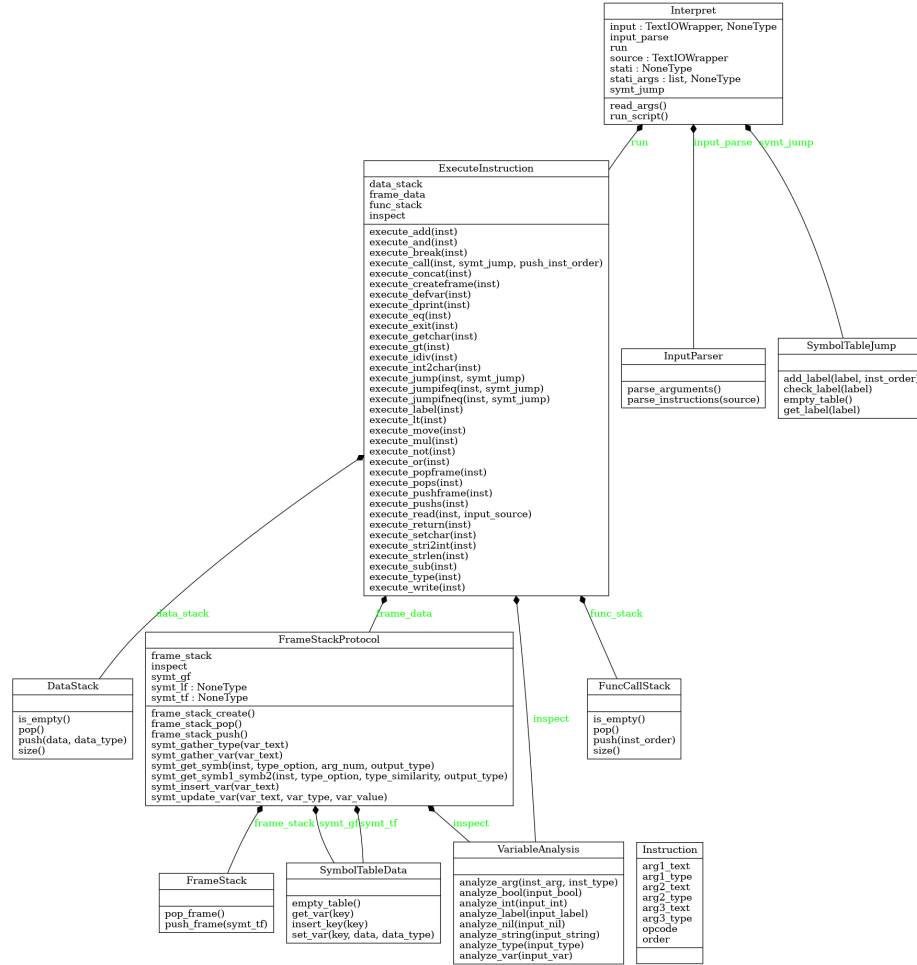 Interpret
input : TextIOWrapper, NoneType
input_parse
run
source : TextIOWrapper
stati : NoneType
stati_args : list, NoneType
symt_jump
read_args()
run_script()
run
input_parse
symt_jump
ExecuteInstruction
data_stack
frame_data
func_stack
inspect
execute_add(inst)
execute_and(inst)
execute_break(inst)
execute_call(inst, symt_jump, push_inst_order)
execute_concat(inst)
execute_createframe(inst)
execute_defvar(inst)
execute_dprint(inst)
execute_eq(inst)
execute_exit(inst)
execute_getchar(inst)
execute_gt(inst)
execute_idiv(inst)
execute_int2char(inst)
execute_jump(inst, symt_jump)
execute_jumpifeq(inst, symt_jump)
execute_jumpifneq(inst, symt_jump)
execute_label(inst)
execute_lt(inst)
execute_move(inst)
execute_mul(inst)
execute_not(inst)
execute_or(inst)
execute_popframe(inst)
execute_pops(inst)
execute_pushframe(inst)
execute_pushs(inst)
execute_read(inst, input_source)
execute_return(inst)
execute_setchar(inst)
execute_stri2int(inst)
execute_strlen(inst)
execute_sub(inst)
execute_type(inst)
execute_write(inst)
InputParser
parse_arguments()
parse_instructions(source)
SymbolTableJump
add_label(label, inst_order)
check_label(label)
empty_table()
get_label(label)
data_stack
frame_data
inspect
func_stack
DataStack
is_empty()
pop()
push(data, data_type)
size()
FrameStackProtocol
frame_stack
inspect
symt_gf
symt_lf : NoneType
symt_tf : NoneType
frame_stack_create()
frame_stack_pop()
frame_stack_push()
symt_gather_type(var_text)
symt_gather_var(var_text)
symt_get_symb(inst, type_option, arg_num, output_type)
symt_get_symb1_symb2(inst, type_option, type_similarity, output_type)
symt_insert_var(var_text)
symt_update_var(var_text, var_type, var_value)
FuncCallStack
is_empty()
pop()
push(inst_order)
size()
frame_stack
symt_gf
symt_tf
inspect
FrameStack
pop_frame()
push_frame(symt_tf)
SymbolTableData
empty_table()
get_var(key)
insert_key(key)
set_var(key, data, data_type)
VariableAnalysis
analyze_arg(inst_arg, inst_type)
analyze_bool(input_bool)
analyze_int(input_int)
analyze_label(input_label)
analyze_nil(input_nil)
analyze_string(input_string)
analyze_type(input_type)
analyze_var(input_var)
Instruction
arg1_text
arg1_type
arg2_text
arg2_type
arg3_text
arg3_type
opcode
order